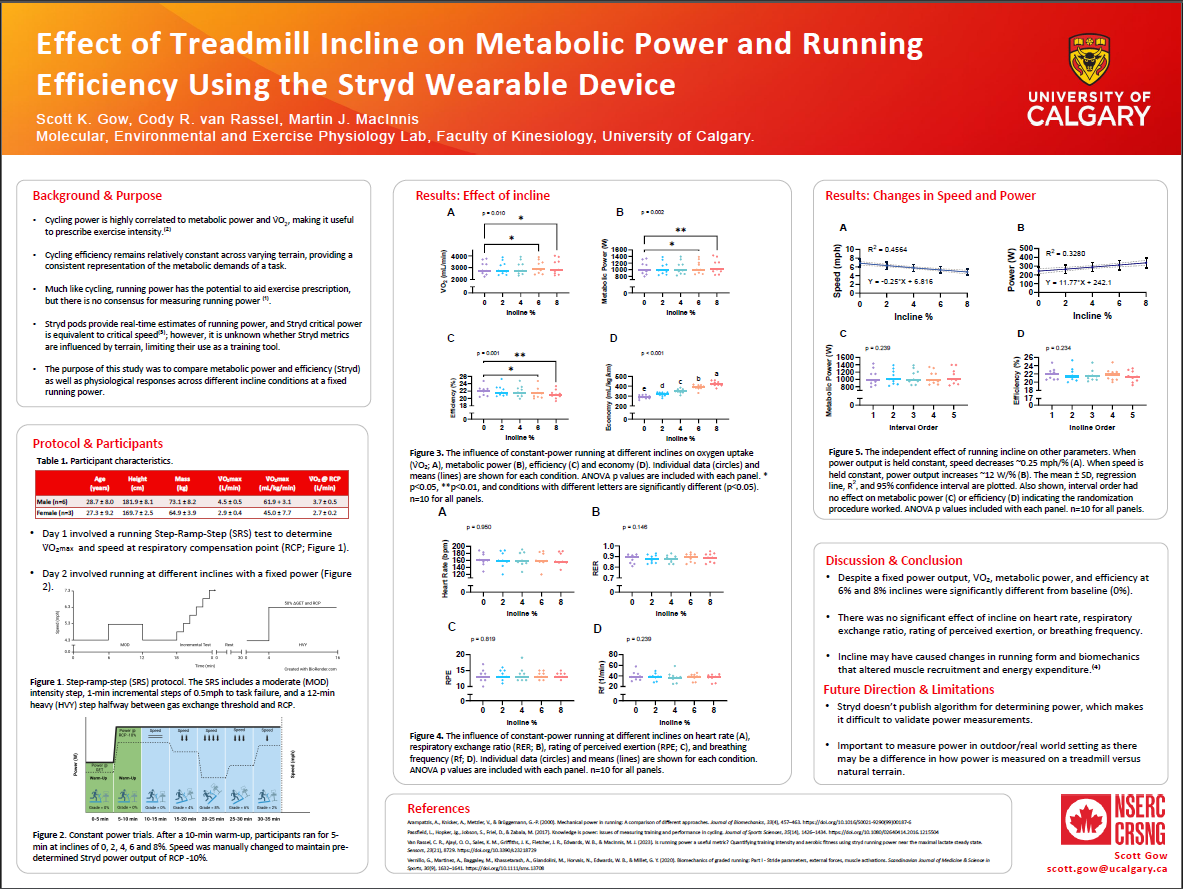 Effect of Treadmill Incline on Metabolic Power and Running
Efficiency Using the Stryd Wearable Device
Scott K. Gow, Cody R. van Rassel, Martin J. MacInnis
Molecular, Environmental and Exercise Physiology Lab, Faculty of Kinesiology, University of Calgary.
UNIVERSITY OF
CALGARY
Background & Purpose
• Cycling power is highly correlated to metabolic power and V̇O₂, making it useful
to prescribe exercise intensity.(2)
• Cycling efficiency remains relatively constant across varying terrain, providing a
consistent representation of the metabolic demands of a task.
• Much like cycling, running power has the potential to aid exercise prescription,
but there is no consensus for measuring running power (1).
• Stryd pods provide real-time estimates of running power, and Stryd critical power
is equivalent to critical speed(3); however, it is unknown whether Stryd metrics
are influenced by terrain, limiting their use as a training tool.
• The purpose of this study was to compare metabolic power and efficiency (Stryd)
as well as physiological responses across different incline conditions at a fixed
running power.
Protocol & Participants
Table 1. Participant characteristics.
Age (years) Height (cm) Mass (kg) VO₂max (L/min) VO₂max (mL/kg/min) VO₂ @ RCP (L/min)
Male (n=6) 28.7 ± 8.0 181.9 ± 8.1 73.1 ± 8.2 4.5 ± 0.5 61.9 ± 3.1 3.7 ± 0.5
Female (n=3) 27.3 ± 9.2 169.7 ± 2.5 64.9 ± 3.9 2.9 ± 0.4 45.0 ± 7.7 2.7 ± 0.2
• Day 1 involved a running Step-Ramp-Step (SRS) test to determine
VO₂max and speed at respiratory compensation point (RCP; Figure 1).
• Day 2 involved running at different inclines with a fixed power (Figure
2).
Speed (mph)
MOD
Incremental Test
Rest
50% ΔGET and RCP
HVY
Time (min)
Created with BioRender.com
Figure 1. Step-ramp-step (SRS) protocol. The SRS includes a moderate (MOD)
intensity step, 1-min incremental steps of 0.5mph to task failure, and a 12-min
heavy (HVY) step halfway between gas exchange threshold and RCP.
Power (W)
Power @ GET
Power @ RCP -10%
Speed Speed Speed Speed Speed
Speed (mph)
Warm-Up Warm-Up
Grade = 0% Grade = 0% Grade = 0% Grade = 4% Grade = 8% Grade = 6% Grade = 2%
0-5 min 5-10 min 10-15 min 15-20 min 20-25 min 25-30 min 30-35 min
Figure 2. Constant power trials. After a 10-min warm-up, participants ran for 5-
min at inclines of 0, 2, 4, 6 and 8%. Speed was manually changed to maintain pre-
determined Stryd power output of RCP -10%.
Results: Effect of incline
A
p = 0.010
*
*
VO₂ (mL/min)
4000
3000
2000
0
0 2 4 6 8
Incline %
B
p = 0.002
**
*
Metabolic Power (W)
1600
1400
1200
1000
800
0
0 2 4 6 8
Incline %
C
p = 0.001
**
*
Efficiency (%)
28
24
22
20
18
0
0 2 4 6 8
Incline %
D
p < 0.001
Economy (mL/kg/km)
600
400
300
200
0
e d c b a
0 2 4 6 8
Incline %
Figure 3. The influence of constant-power running at different inclines on oxygen uptake
(V̇O₂; A), metabolic power (B), efficiency (C) and economy (D). Individual data (circles) and
means (lines) are shown for each condition. ANOVA p values are included with each panel. *
p<0.05, **p<0.01, and conditions with different letters are significantly different (p<0.05).
n=10 for all panels.
A
p = 0.950
Heart Rate (bpm)
200
180
160
140
120
0
0 2 4 6 8
Incline %
B
p = 0.146
RER
1.0
0.9
0.8
0.7
0
0 2 4 6 8
Incline %
C
p = 0.819
RPE
20
15
10
0
0 2 4 6 8
Incline %
D
p = 0.239
Rf (1/min)
80
60
40
20
0
0 2 4 6 8
Incline %
Figure 4. The influence of constant-power running at different inclines on heart rate (A),
respiratory exchange ratio (RER; B), rating of perceived exertion (RPE; C), and breathing
frequency (Rf; D). Individual data (circles) and means (lines) are shown for each condition.
ANOVA p values are included with each panel. n=10 for all panels.
Results: Changes in Speed and Power
A
R² = 0.4564
Speed (mph)
10
8
6
4
2
0
Y = -0.25*X + 6.816
0 2 4 6 8
Incline %
B
R² = 0.3280
Power (W)
500
400
300
200
100
0
Y = 11.77*X + 242.1
0 2 4 6 8
Incline %
C
p = 0.239
Metabolic Power (W)
1600
1400
1200
1000
800
0
1 2 3 4 5
Interval Order
D
p = 0.234
Efficiency (%)
26
24
22
20
18
17
0
1 2 3 4 5
Incline Order
Figure 5. The independent effect of running incline on other parameters. When
power output is held constant, speed decreases ~0.25 mph/% (A). When speed is
held constant, power output increases ~12 W/% (B). The mean ± SD, regression
line, R², and 95% confidence interval are plotted. Also shown, interval order had
no effect on metabolic power (C) or efficiency (D) indicating the randomization
procedure worked. ANOVA p values included with each panel. n=10 for all panels.
Discussion & Conclusion
• Despite a fixed power output, VO₂, metabolic power, and efficiency at
6% and 8% inclines were significantly different from baseline (0%).
• There was no significant effect of incline on heart rate, respiratory
exchange ratio, rating of perceived exertion, or breathing frequency.
• Incline may have caused changes in running form and biomechanics
that altered muscle recruitment and energy expenditure.(4)
Future Direction & Limitations
• Stryd doesn't publish algorithm for determining power, which makes
it difficult to validate power measurements.
• Important to measure power in outdoor/real world setting as there
may be a difference in how power is measured on a treadmill versus
natural terrain.
References
Arampatzis, A., Knicker, A., Metzler, V., & Brüggemann, G.-P. (2000). Mechanical power in running: A comparison of different approaches. Journal of Biomechanics, 33(4), 457–463. https://doi.org/10.1016/S0021-9290(99)00187-6
Passfield, L., Hopker, Jg., Jobson, S., Friel, D., & Zabala, M. (2017). Knowledge is power: Issues of measuring training and performance in cycling. Journal of Sports Sciences, 35(14), 1426–1434. https://doi.org/10.1080/02640414.2016.1215504
Van Rassel, C. R., Ajayi, O. O., Sales, K. M., Griffiths, J. K., Fletcher, J. R., Edwards, W. B., & MacInnis, M. J. (2023). Is running power a useful metric? Quantifying training intensity and aerobic fitness using stryd running power near the maximal lactate steady state.
Sensors, 23(21), 8729. https://doi.org/10.3390/s23218729
Vernillo, G., Martinez, A., Baggaley, M., Khassetarash, A., Giandolini, M., Horvais, N., Edwards, W. B., & Millet, G. Y. (2020). Biomechanics of graded running: Part I - Stride parameters, external forces, muscle activations. Scandinavian Journal of Medicine & Science in
Sports, 30(9), 1632–1641. https://doi.org/10.1111/sms.13708
NSERC
CRSNG
Scott Gow
scott.gow@ucalgary.ca